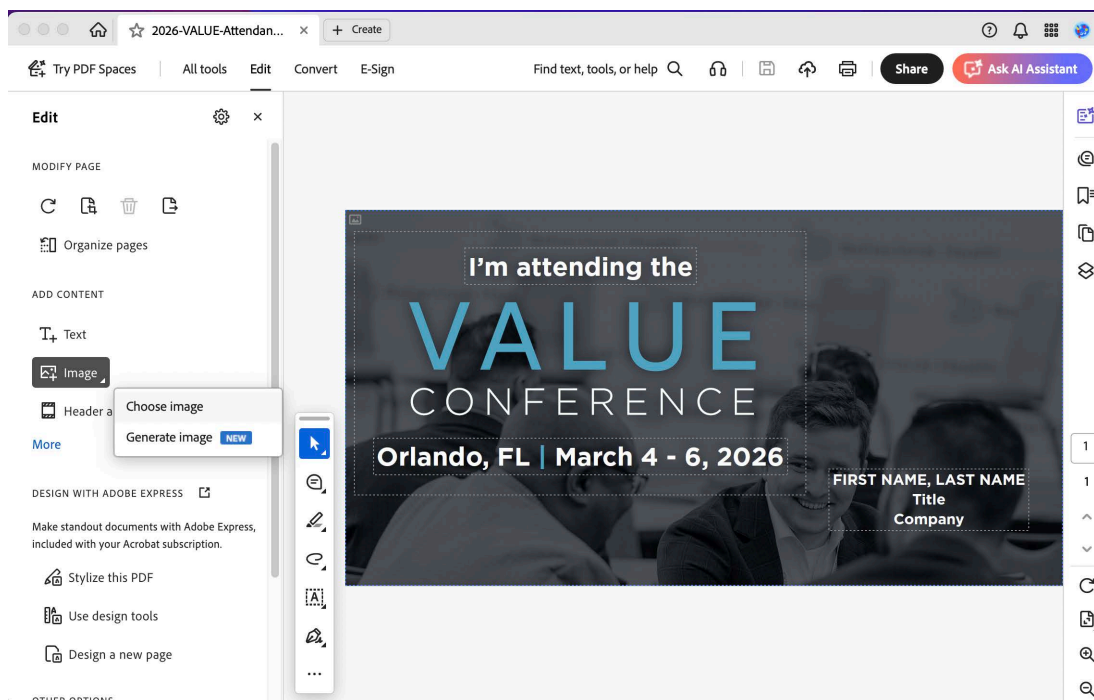 2026-VALUE-Attendan...
Create
Try PDF Spaces
All tools
Edit
Convert
E-Sign
Find text, tools, or help
Share
Ask AI Assistant
Edit
MODIFY PAGE
Organize pages
ADD CONTENT
Text
Image
Choose image
Header a
Generate image NEW
More
DESIGN WITH ADOBE EXPRESS
Make standout documents with Adobe Express,
included with your Acrobat subscription.
Stylize this PDF
Use design tools
Design a new page
OTHER OPTIONS
I'm attending the
VALUE
CONFERENCE
Orlando, FL | March 4 - 6, 2026
FIRST NAME, LAST NAME
Title
Company
1
1